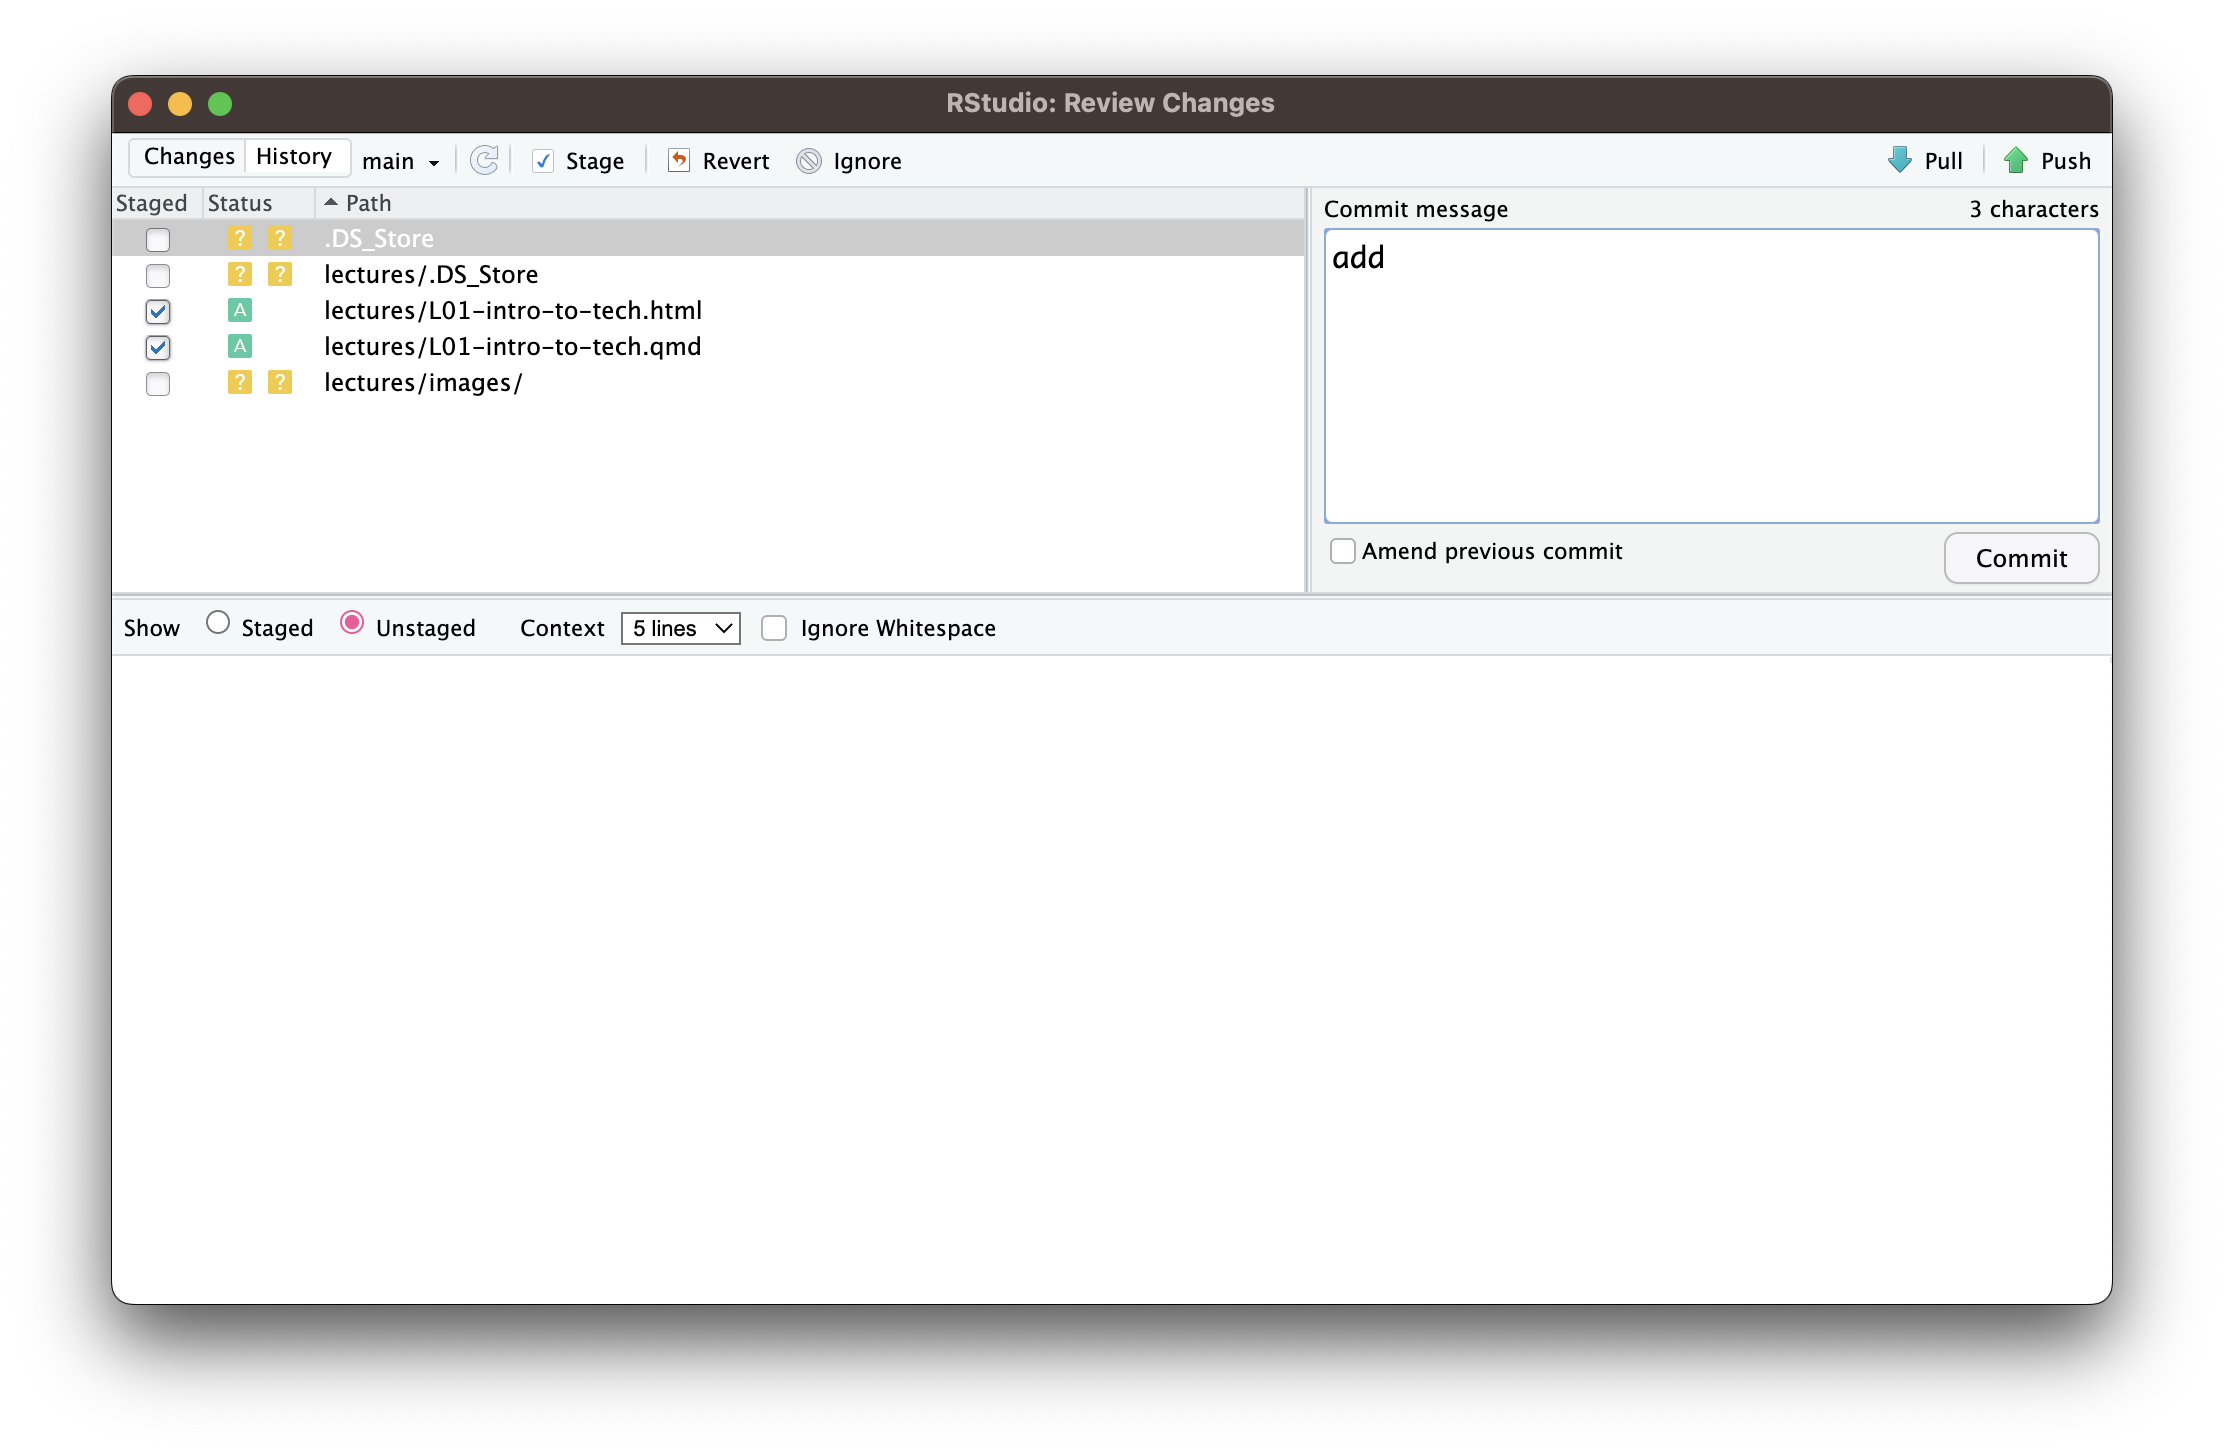 RStudio: Review Changes
Changes History main Stage Revert Ignore Pull Push
Staged Status Path
? ? .DS_Store
? ? lectures/.DS_Store
A lectures/L01-intro-to-tech.html
A lectures/L01-intro-to-tech.qmd
? ? lectures/images/
Commit message 3 characters
add
Amend previous commit Commit
Show Staged Unstaged Context 5 lines Ignore Whitespace